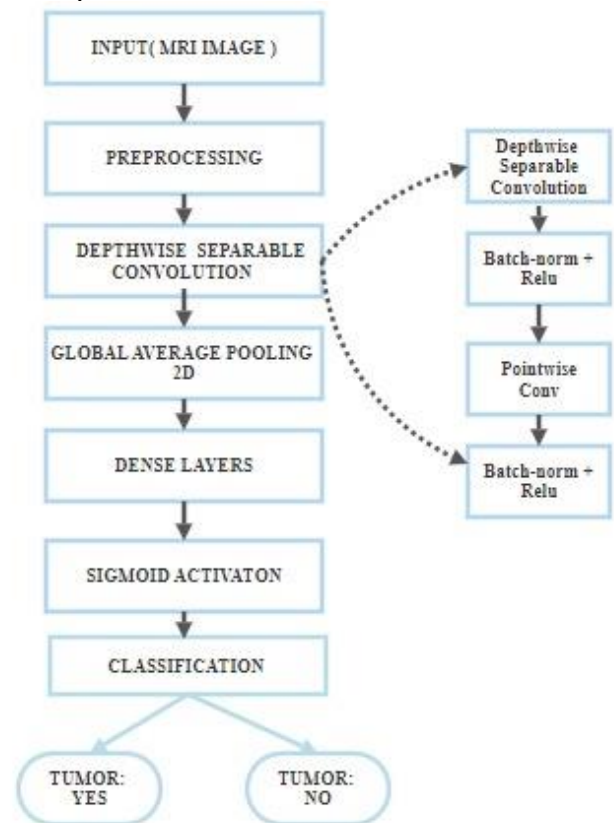 INPUT( MRI IMAGE )
PREPROCESSING
DEPTHWISE SEPARABLE
CONVOLUTION
GLOBAL AVERAGE POOLING
2D
DENSE LAYERS
SIGMOID ACTIVATON
CLASSIFICATION
TUMOR:
YES
TUMOR:
NO
Depthwise
Separable
Convolution
Batch-norm +
Relu
Pointwise
Conv
Batch-norm +
Relu